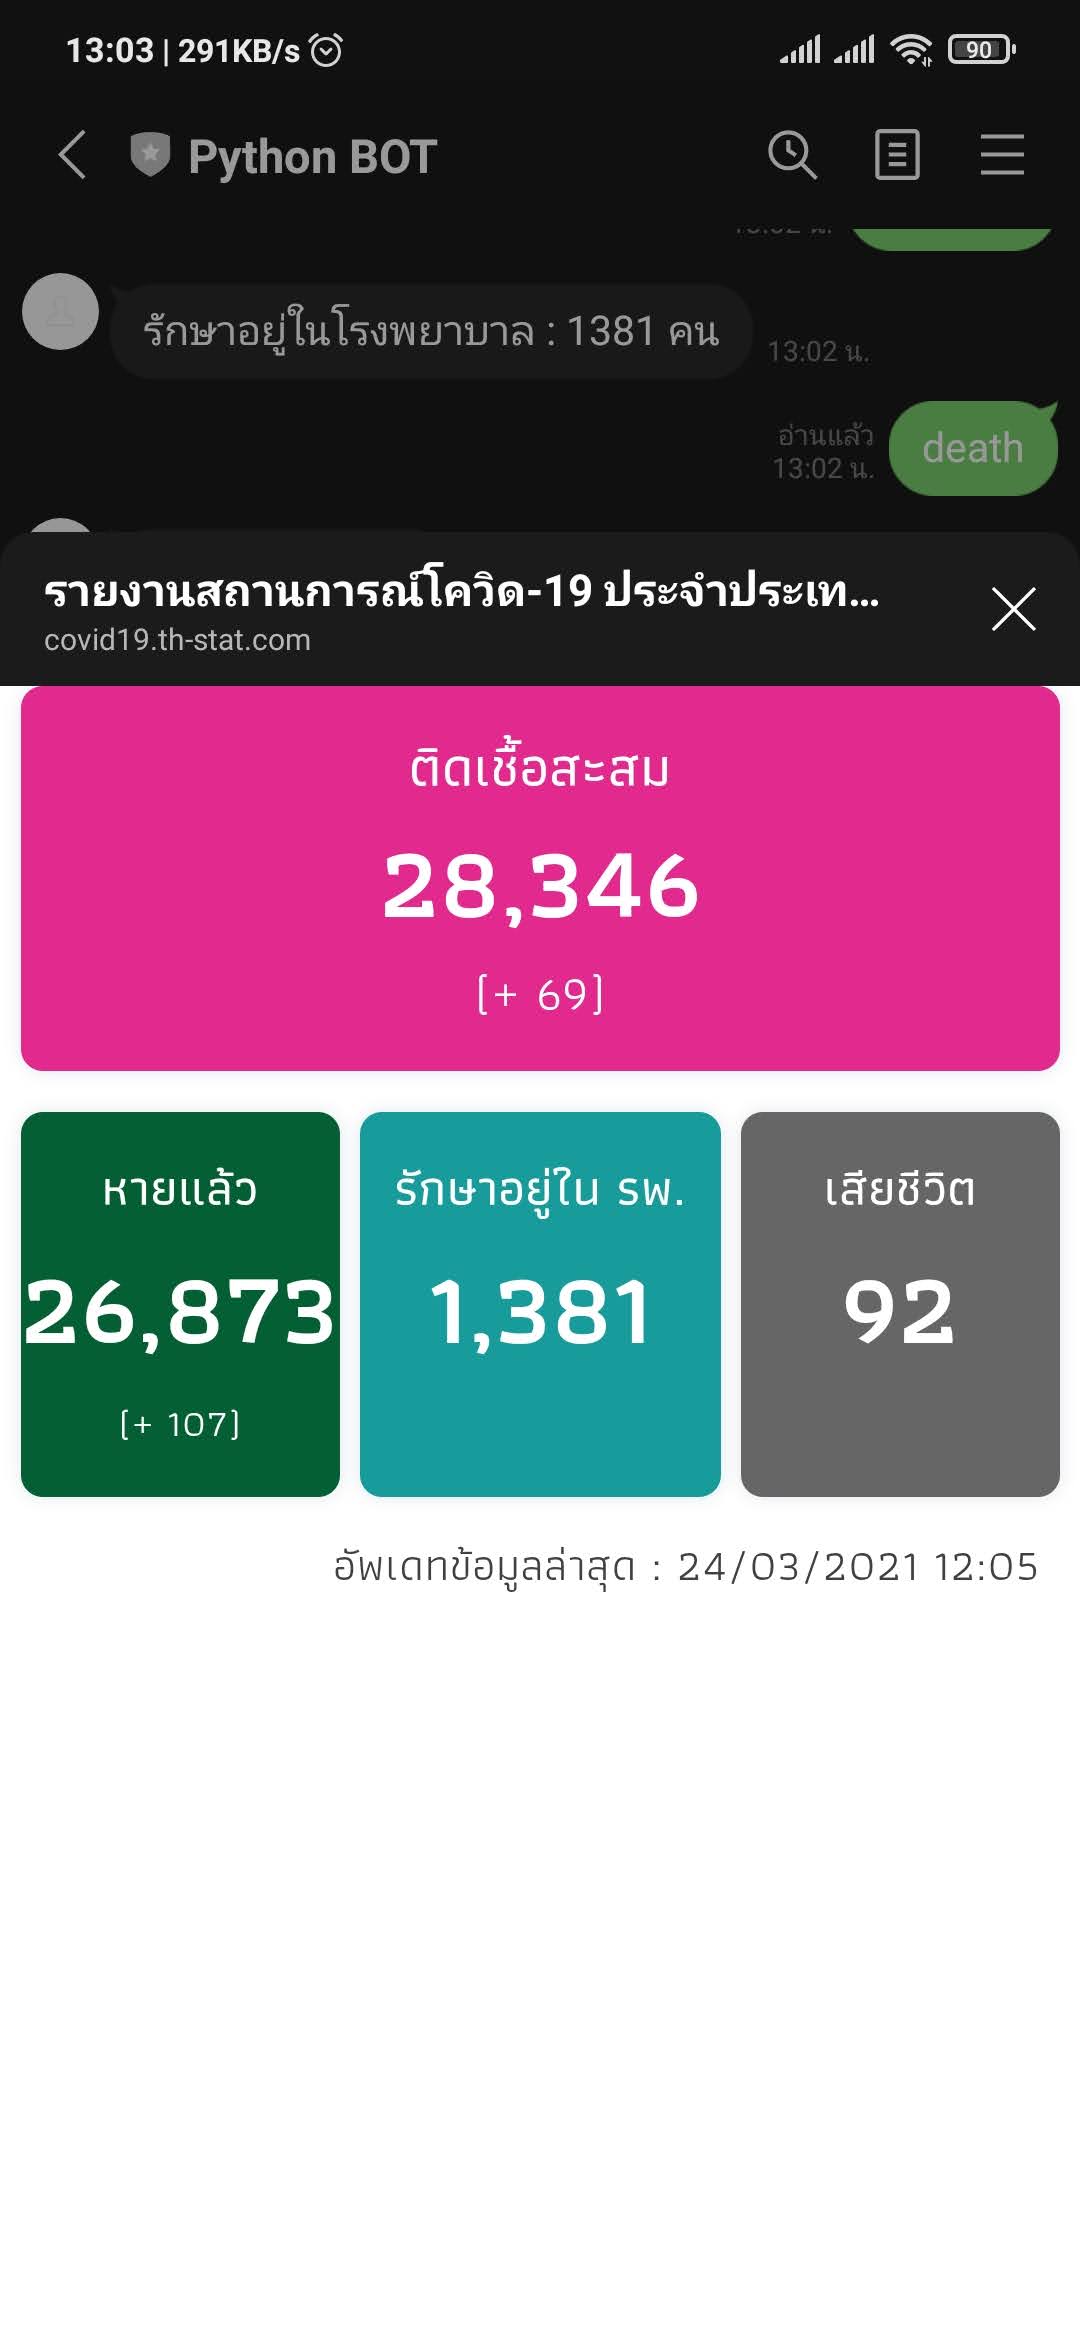 13:03 | 291KB/s
90
Python BOT
รักษาอยู่ในโรงพยาบาล : 1381 คน
13:02 น.
อ่านแล้ว
13:02 น.
death
รายงานสถานการณ์โควิด-19 ประจำประเท...
covid19.th-stat.com
ติดเชื้อสะสม
28,346
(+ 69)
หายแล้ว
26,873
(+ 107)
รักษาอยู่ใน รพ.
1,381
เสียชีวิต
92
อัพเดทข้อมูลล่าสุด : 24/03/2021 12:05